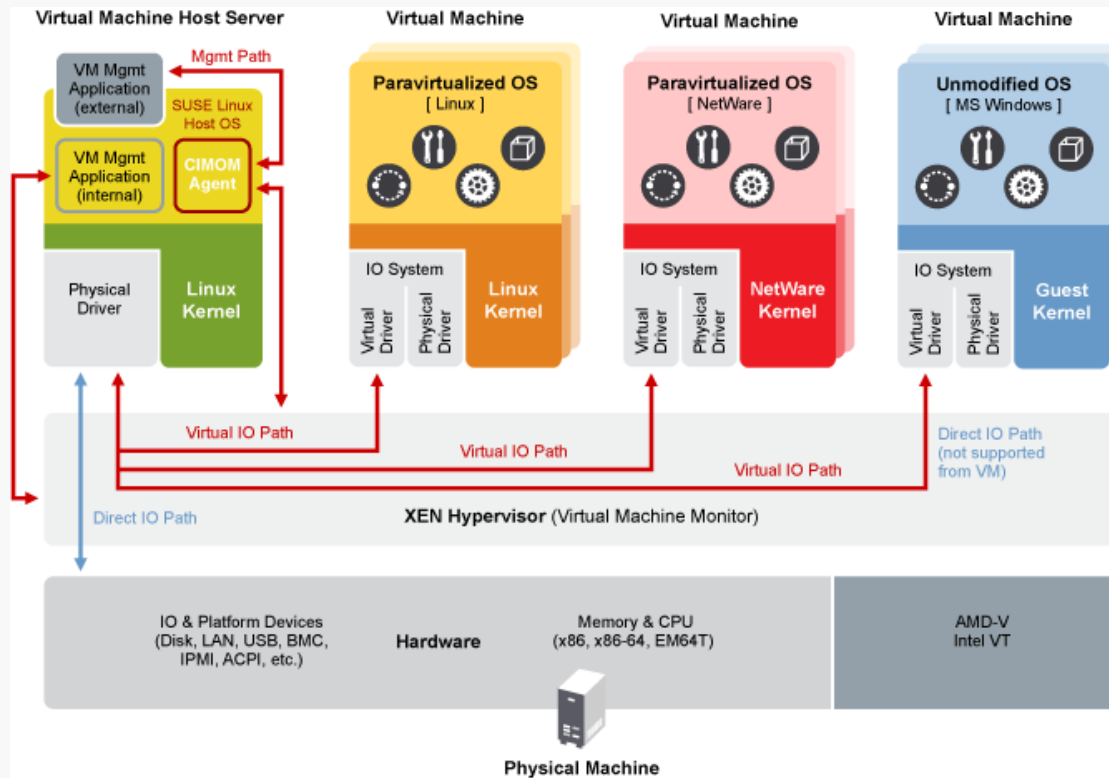 Virtual Machine Host Server
Virtual Machine
Virtual Machine
Virtual Machine
Mgmt Path
VM Mgmt
Application
(external)
SUSE Linux
Host OS
VM Mgmt
Application
(internal)
CIMOM
Agent
Physical
Driver
Linux
Kernel
Paravirtualized OS
[ Linux ]
IO System
Virtual
Driver
Physical
Driver
Linux
Kernel
Paravirtualized OS
[ NetWare ]
IO System
Virtual
Driver
Physical
Driver
NetWare
Kernel
Unmodified OS
[ MS Windows ]
IO System
Virtual
Driver
Physical
Driver
Guest
Kernel
Virtual IO Path
Virtual IO Path
Virtual IO Path
Direct IO Path
(not supported
from VM)
Direct IO Path
XEN Hypervisor (Virtual Machine Monitor)
IO & Platform Devices
(Disk, LAN, USB, BMC,
IPMI, ACPI, etc.)
Hardware
Memory & CPU
(x86, x86-64, EM64T)
AMD-V
Intel VT
Physical Machine